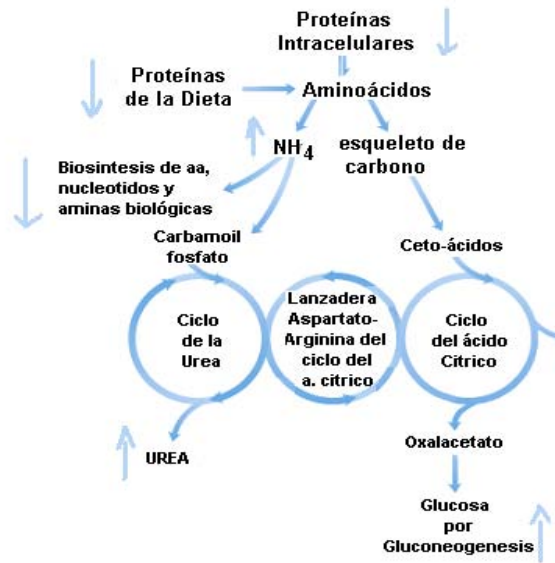 Proteínas
Intracelulares
Proteínas
de la Dieta
Aminoácidos
NH4
esqueleto de
carbono
Biosintesis de aa,
nucleotidos y
aminas biológicas
Carbamoil
fosfato
Ceto-ácidos
Ciclo
de la
Urea
Lanzadera
Aspartato-
Arginina del
ciclo del
a. citrico
Ciclo
del ácido
Citrico
UREA
Oxalacetato
Glucosa
por
Gluconeogenesis